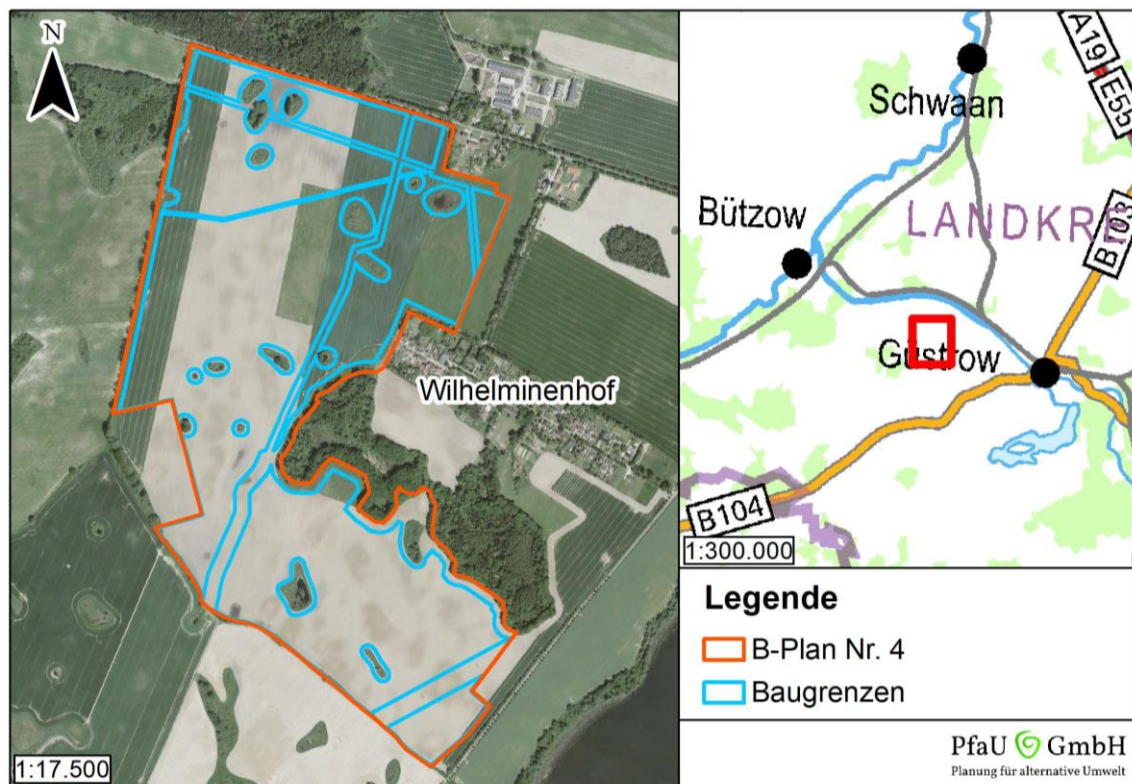 N
Wilhelminenhof
1:17.500
A19
E55
Schwaan
Bützow
LANDKRE
B103
Güstrow
B104
1:300.000
Legende
B-Plan Nr. 4
Baugrenzen
PfaU GmbH
Planung für alternative Umwelt